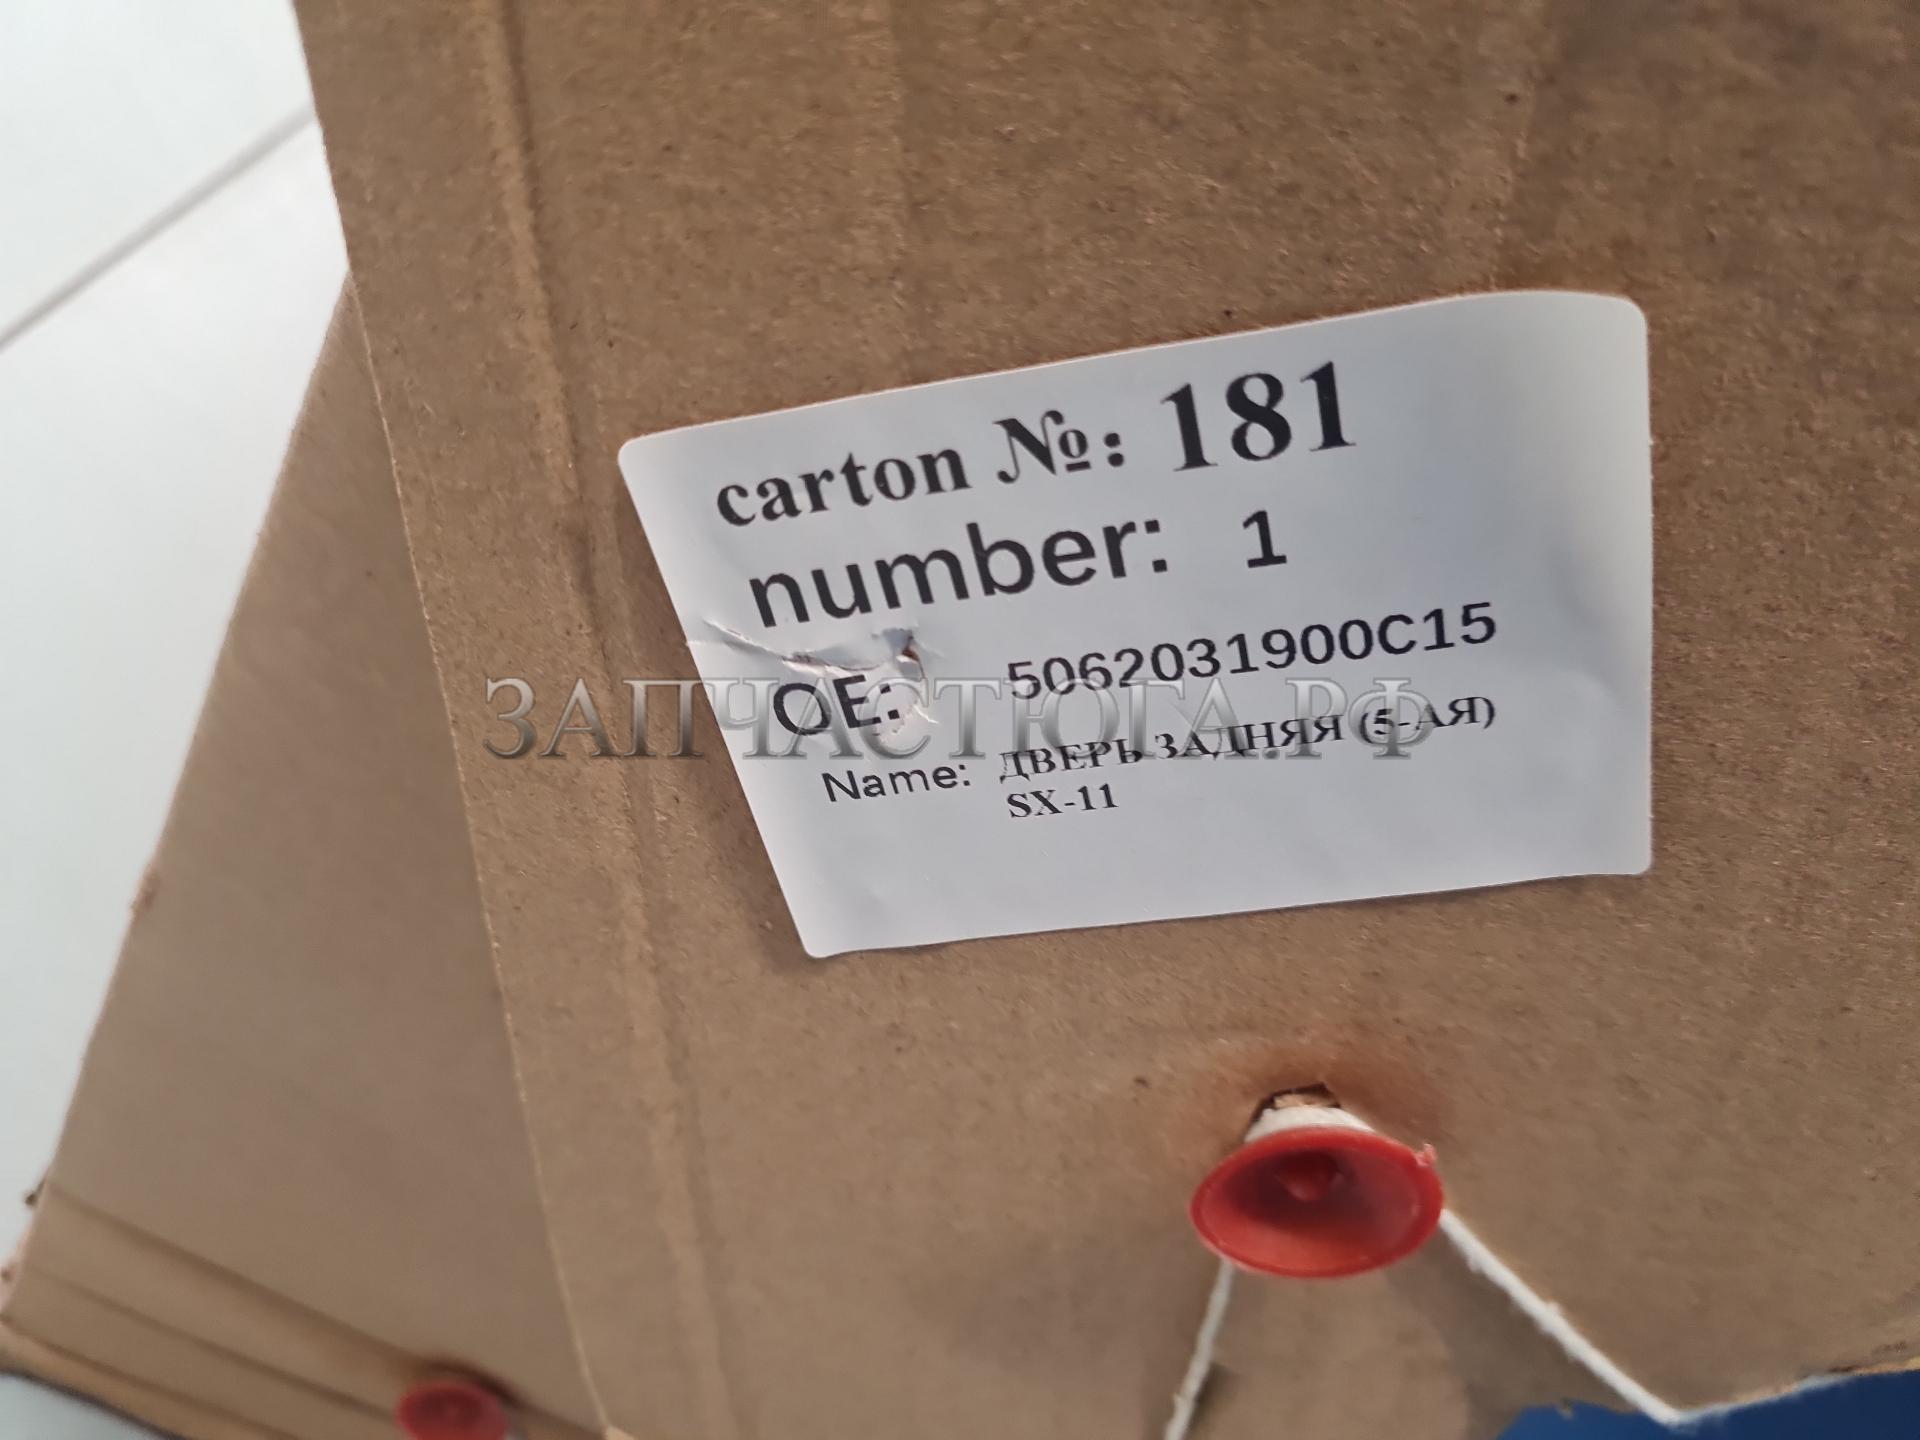 carton №: 181
number: 1
OE: 5062031900C15
ЗАПЧАСТЮГА.РФ
Name: ДВЕРЬ ЗАДНЯЯ (5-АЯ)
SX-11